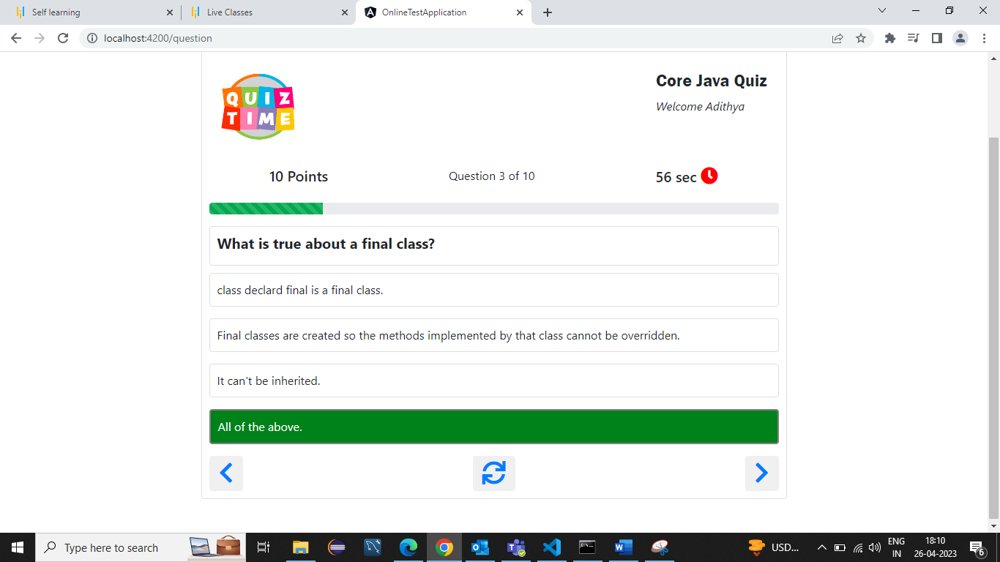 Self learning
Live Classes
OnlineTestApplication
localhost:4200/question
QUIZ
TIME
Core Java Quiz
Welcome Adithya
10 Points
Question 3 of 10
56 sec
What is true about a final class?
class declard final is a final class.
Final classes are created so the methods implemented by that class cannot be overridden.
It can't be inherited.
All of the above.
Type here to search
USD...
ENG
IN
18:10
26-04-2023
6